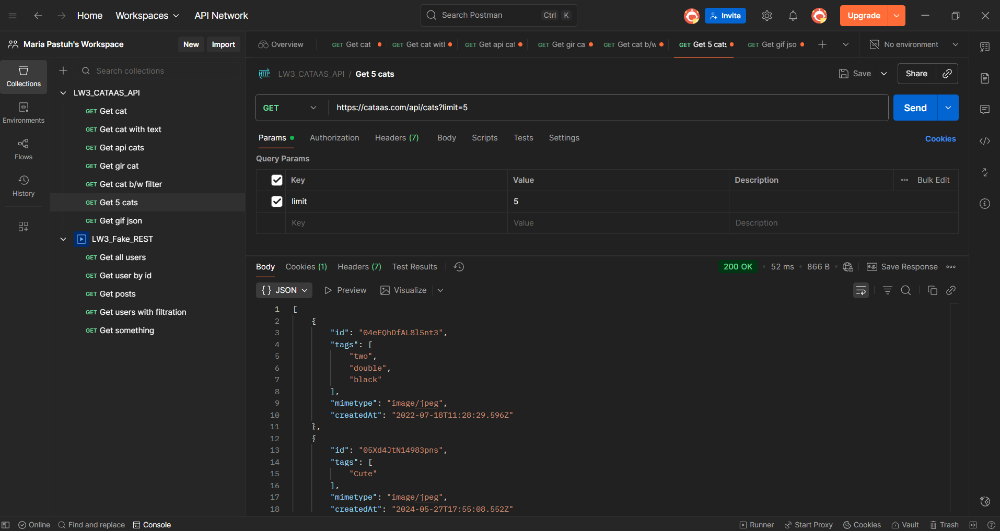 Home Workspaces API Network Search Postman Ctrl K Invite Upgrade
Maria Pastuh's Workspace New Import
Overview GET Get cat GET Get cat witl GET Get api cat GET Get gir ca GET Get cat b/w GET Get 5 cats GET Get gif jso No environment
Collections
Environments
Flows
History
Search collections
LW3_CATAAS_API
GET Get cat
GET Get cat with text
GET Get api cats
GET Get gir cat
GET Get cat b/w filter
GET Get 5 cats
GET Get gif json
LW3_Fake_REST
GET Get all users
GET Get user by id
GET Get posts
GET Get users with filtration
GET Get something
HTTP LW3_CATAAS_API / Get 5 cats Save Share
GET https://cataas.com/api/cats?limit=5 Send
Params Authorization Headers (7) Body Scripts Tests Settings Cookies
Query Params
Key Value Description Bulk Edit
limit 5
Key Value Description
Body Cookies (1) Headers (7) Test Results 200 OK 52 ms 866 B e.g. Save Response
{} JSON Preview Visualize
1 [
2 {
3 "id": "04eEQhDfAL8l5nt3",
4 "tags": [
5 "two",
6 "double",
7 "black"
8 ],
9 "mimetype": "image/jpeg",
10 "createdAt": "2022-07-18T11:28:29.596Z"
11 },
12 {
13 "id": "05Xd4JtN14983pns",
14 "tags": [
15 "Cute"
16 ],
17 "mimetype": "image/jpeg",
18 "createdAt": "2024-05-27T17:55:08.552Z"
Online Find and replace Console Runner Start Proxy Cookies Vault Trash